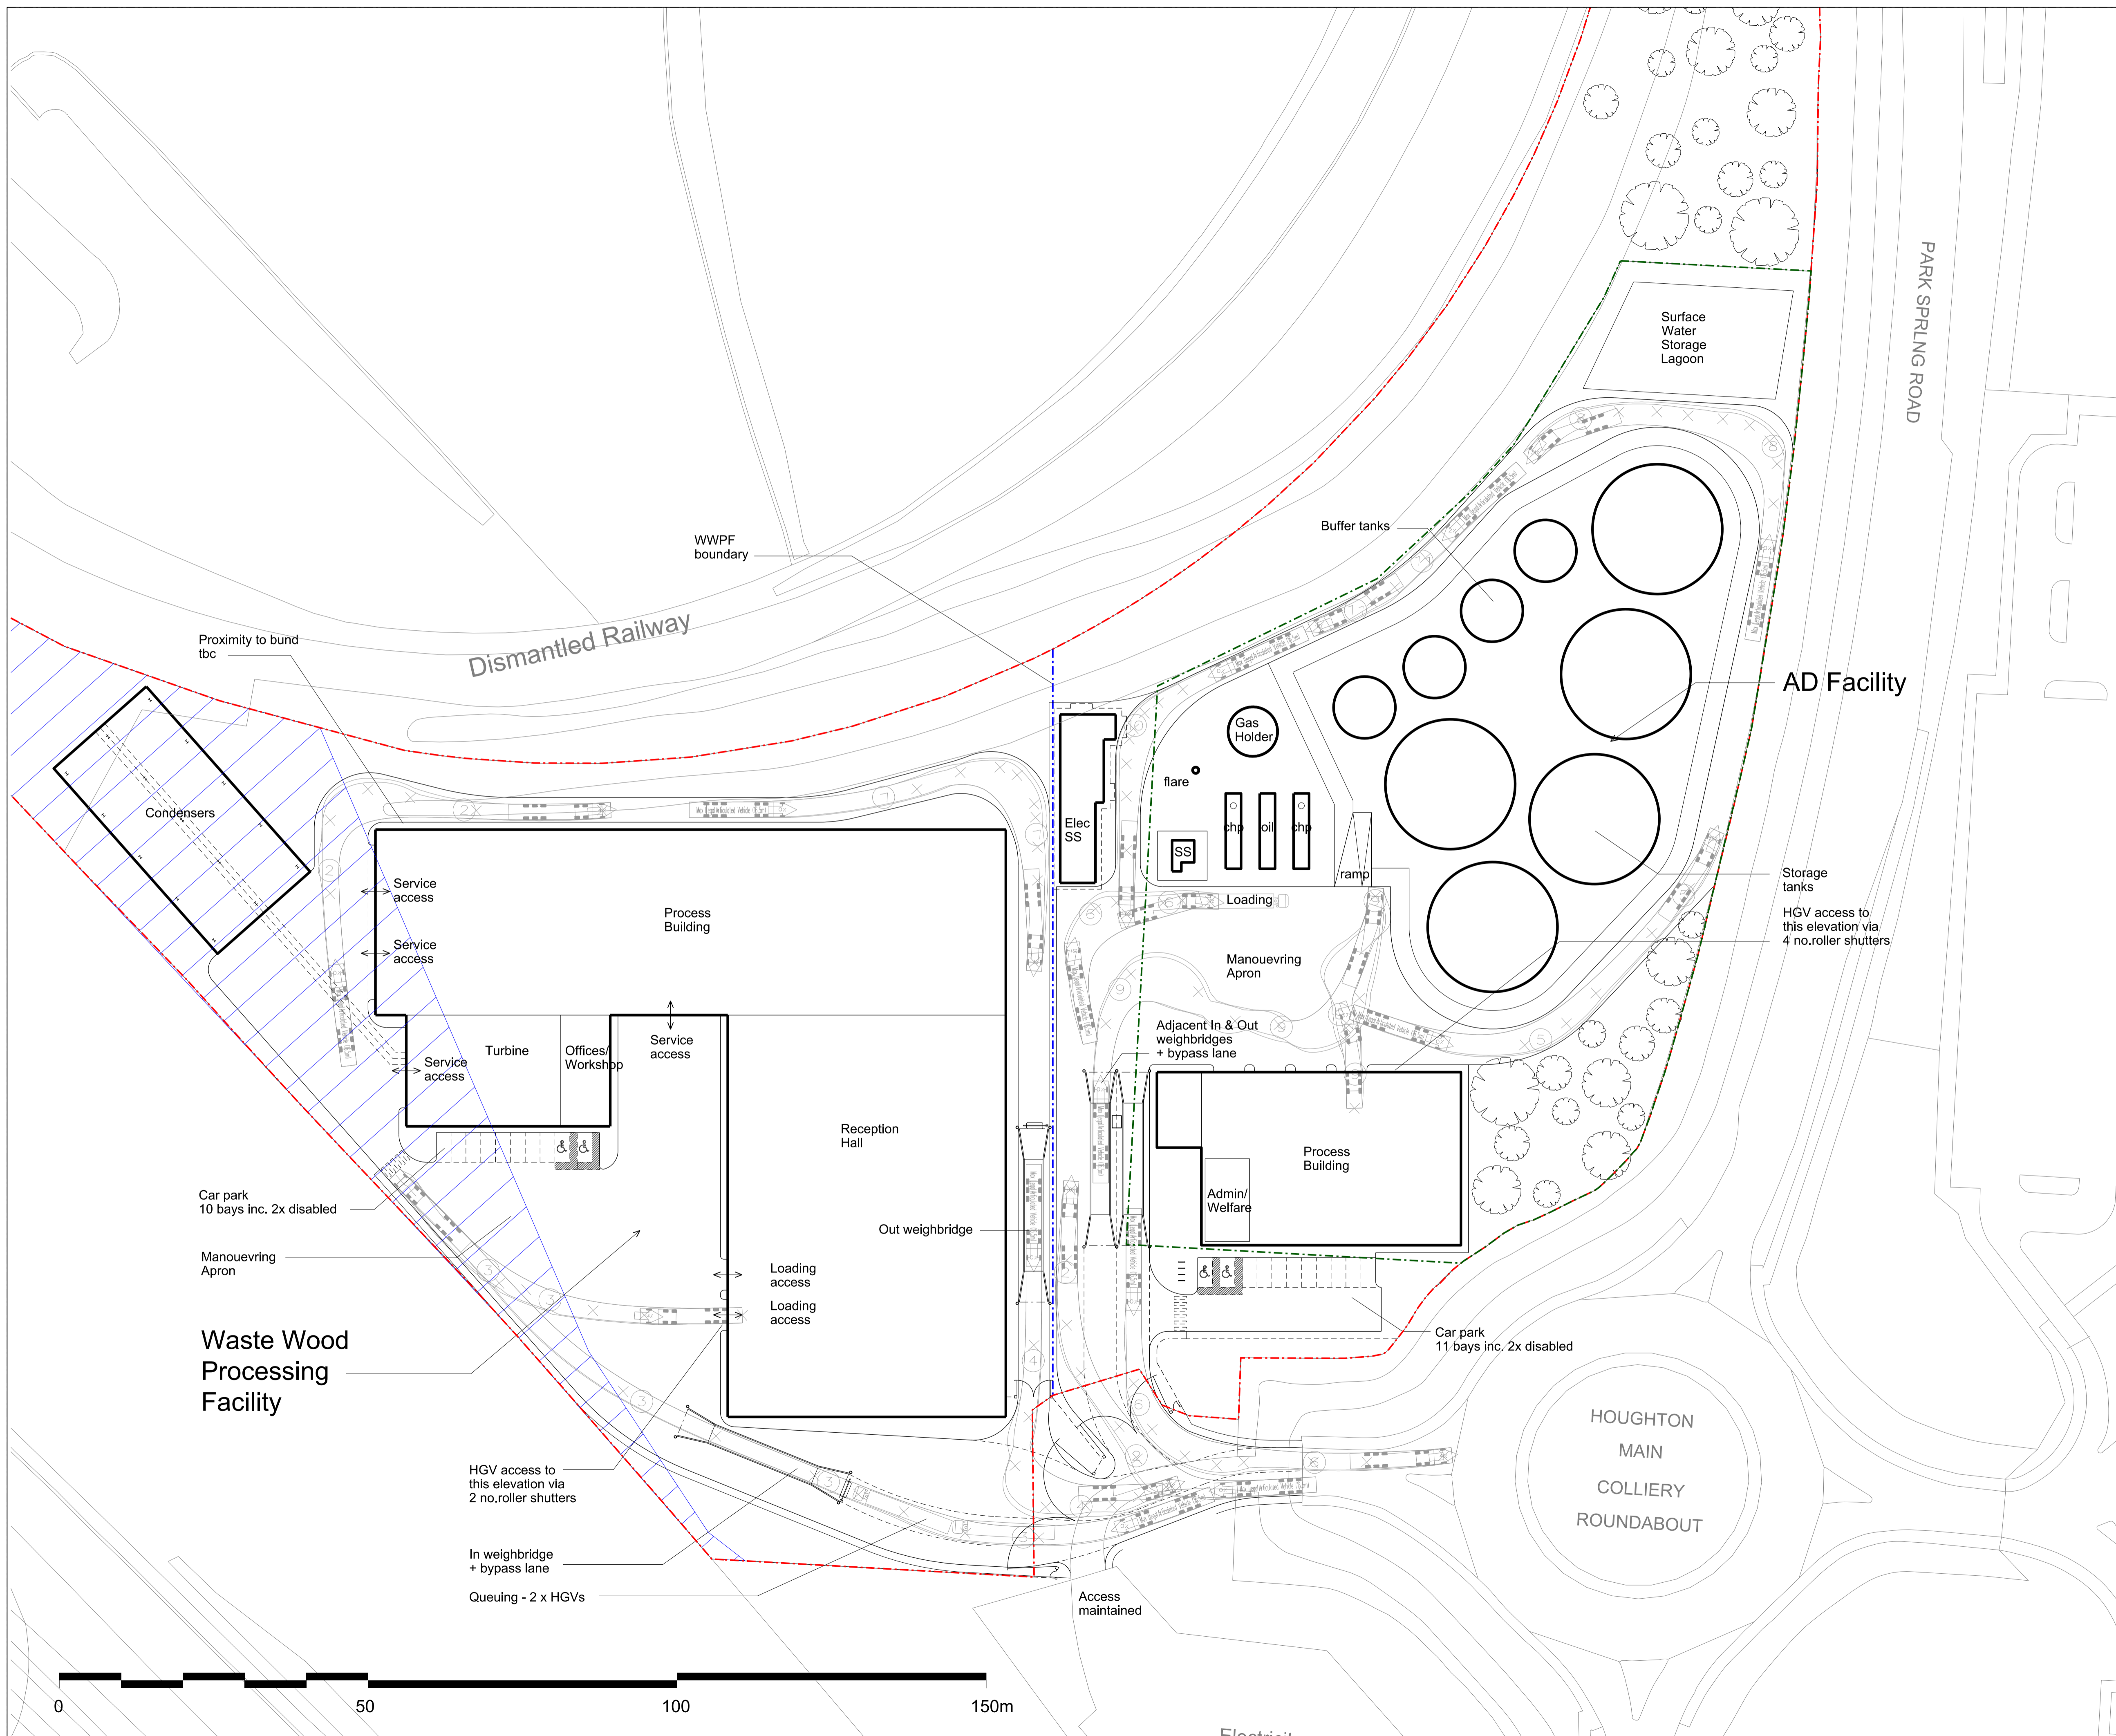 PARK SPRLNG ROAD
Surface
Water
Storage
Lagoon
Buffer tanks
WWPF
boundary
Dismantled Railway
Proximity to bund
tbc
AD Facility
Gas
Holder
flare
Condensers
Elec
SS
chp
oil
chp
SS
ramp
Storage
tanks
Service
access
Process
Building
Loading
HGV access to
this elevation via
4 no.roller shutters
Service
access
Manouevring
Apron
Service
access
Turbine
Offices/
Workshop
Service
access
Adjacent In & Out
weighbridges
+ bypass lane
Reception
Hall
Process
Building
Admin/
Welfare
Car park
10 bays inc. 2x disabled
Out weighbridge
Manouevring
Apron
Loading
access
Loading
access
Waste Wood
Processing
Facility
Car park
11 bays inc. 2x disabled
HOUGHTON
MAIN
COLLIERY
ROUNDABOUT
HGV access to
this elevation via
2 no.roller shutters
In weighbridge
+ bypass lane
Queuing - 2 x HGVs
Access
maintained
0 50 100 150m